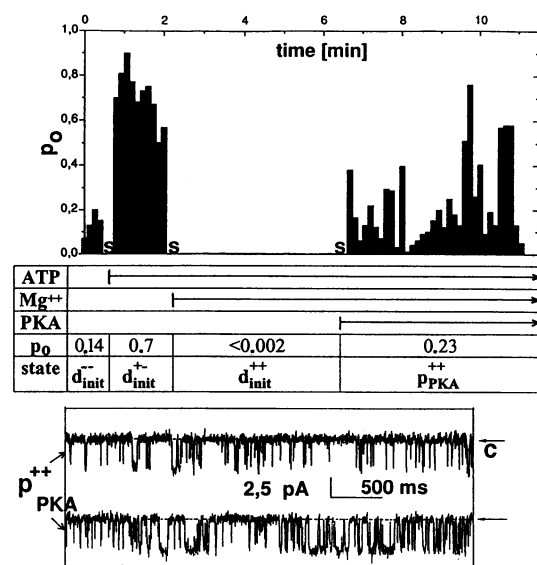 0 2 4 6 8 10
time [min]
1,0
0,8
0,6
0,4
0,2
0,0
p₀
S S S
ATP
Mg⁺⁺
PKA
p₀ 0,14 0,7 <0,002 0,23
state d⁻⁻init d⁺⁻init d⁺⁺init p⁺⁺PKA
p⁺⁺PKA
C
2,5 pA 500 ms